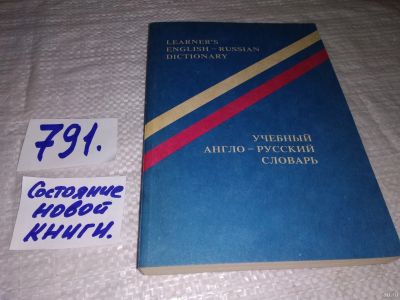 LEARNER'S
ENGLISH – RUSSIAN
DICTIONARY
УЧЕБНЫЙ
АНГЛО – РУССКИЙ
СЛОВАРЬ
791.
Состояние
новой
книги.